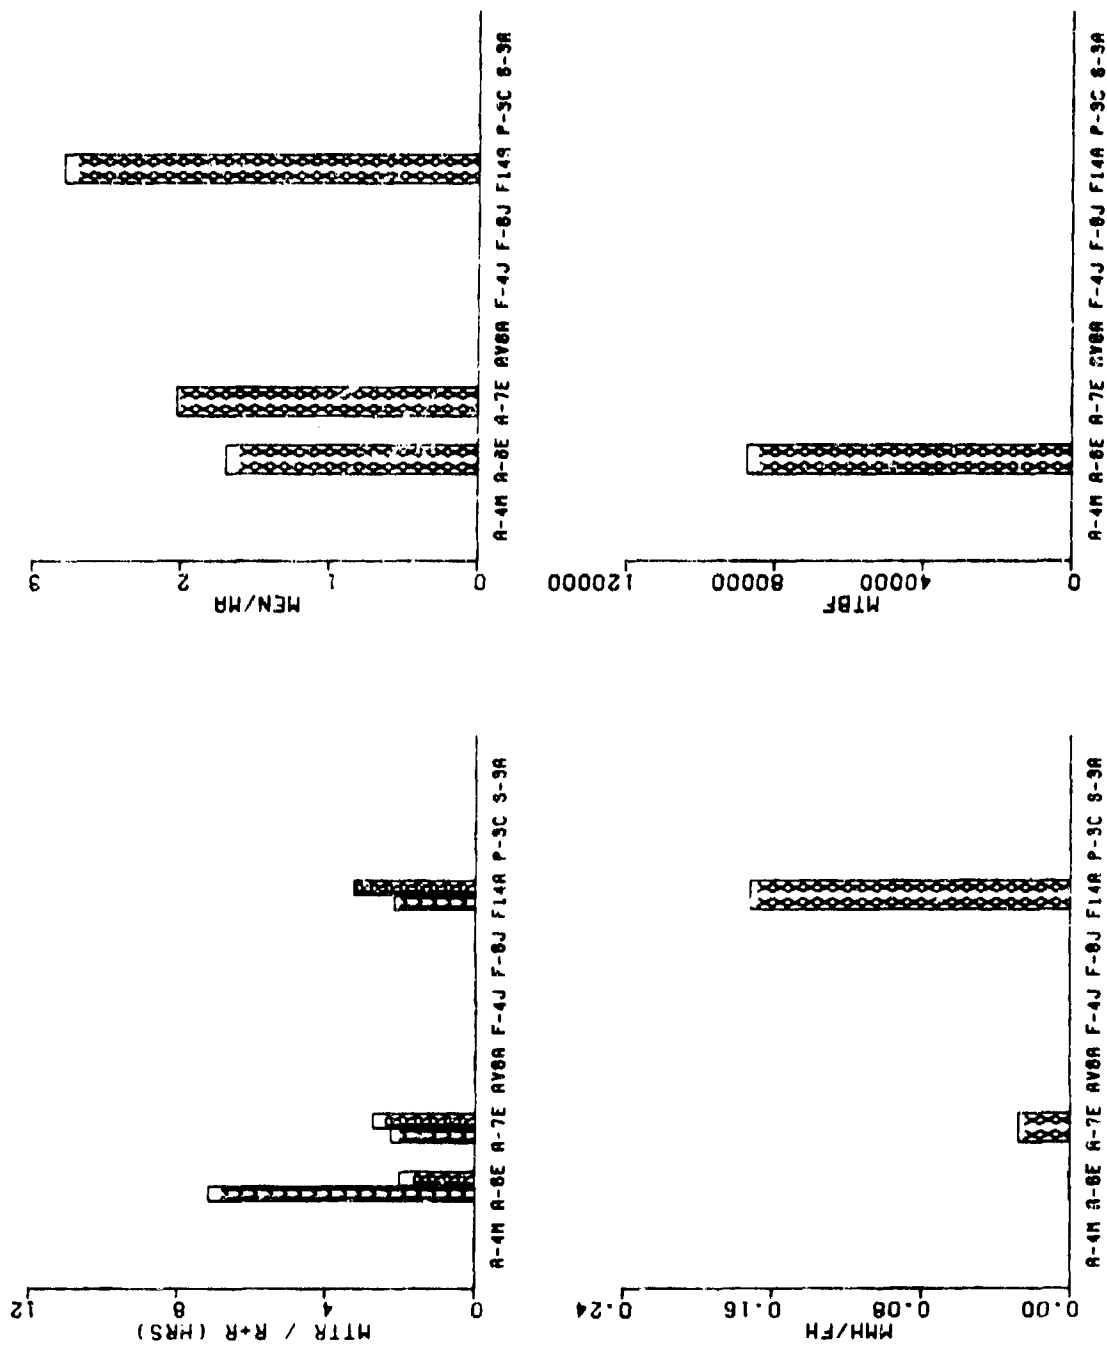 MTTR / R+R (HRS)
12
8
4
0
A-4M A-6E A-7E AV8A F-4J F-8J F14A P-3C S-3A
MEN/MA
3
2
1
0
A-4M A-6E A-7E AV8A F-4J F-8J F14A P-3C S-3A
MMH/FH
0.24
0.16
0.08
0.00
A-4M A-6E A-7E AV8A F-4J F-8J F14A P-3C S-3A
MTBF
120000
80000
40000
0
A-4M A-6E A-7E AV8A F-4J F-8J F14A P-3C S-3A